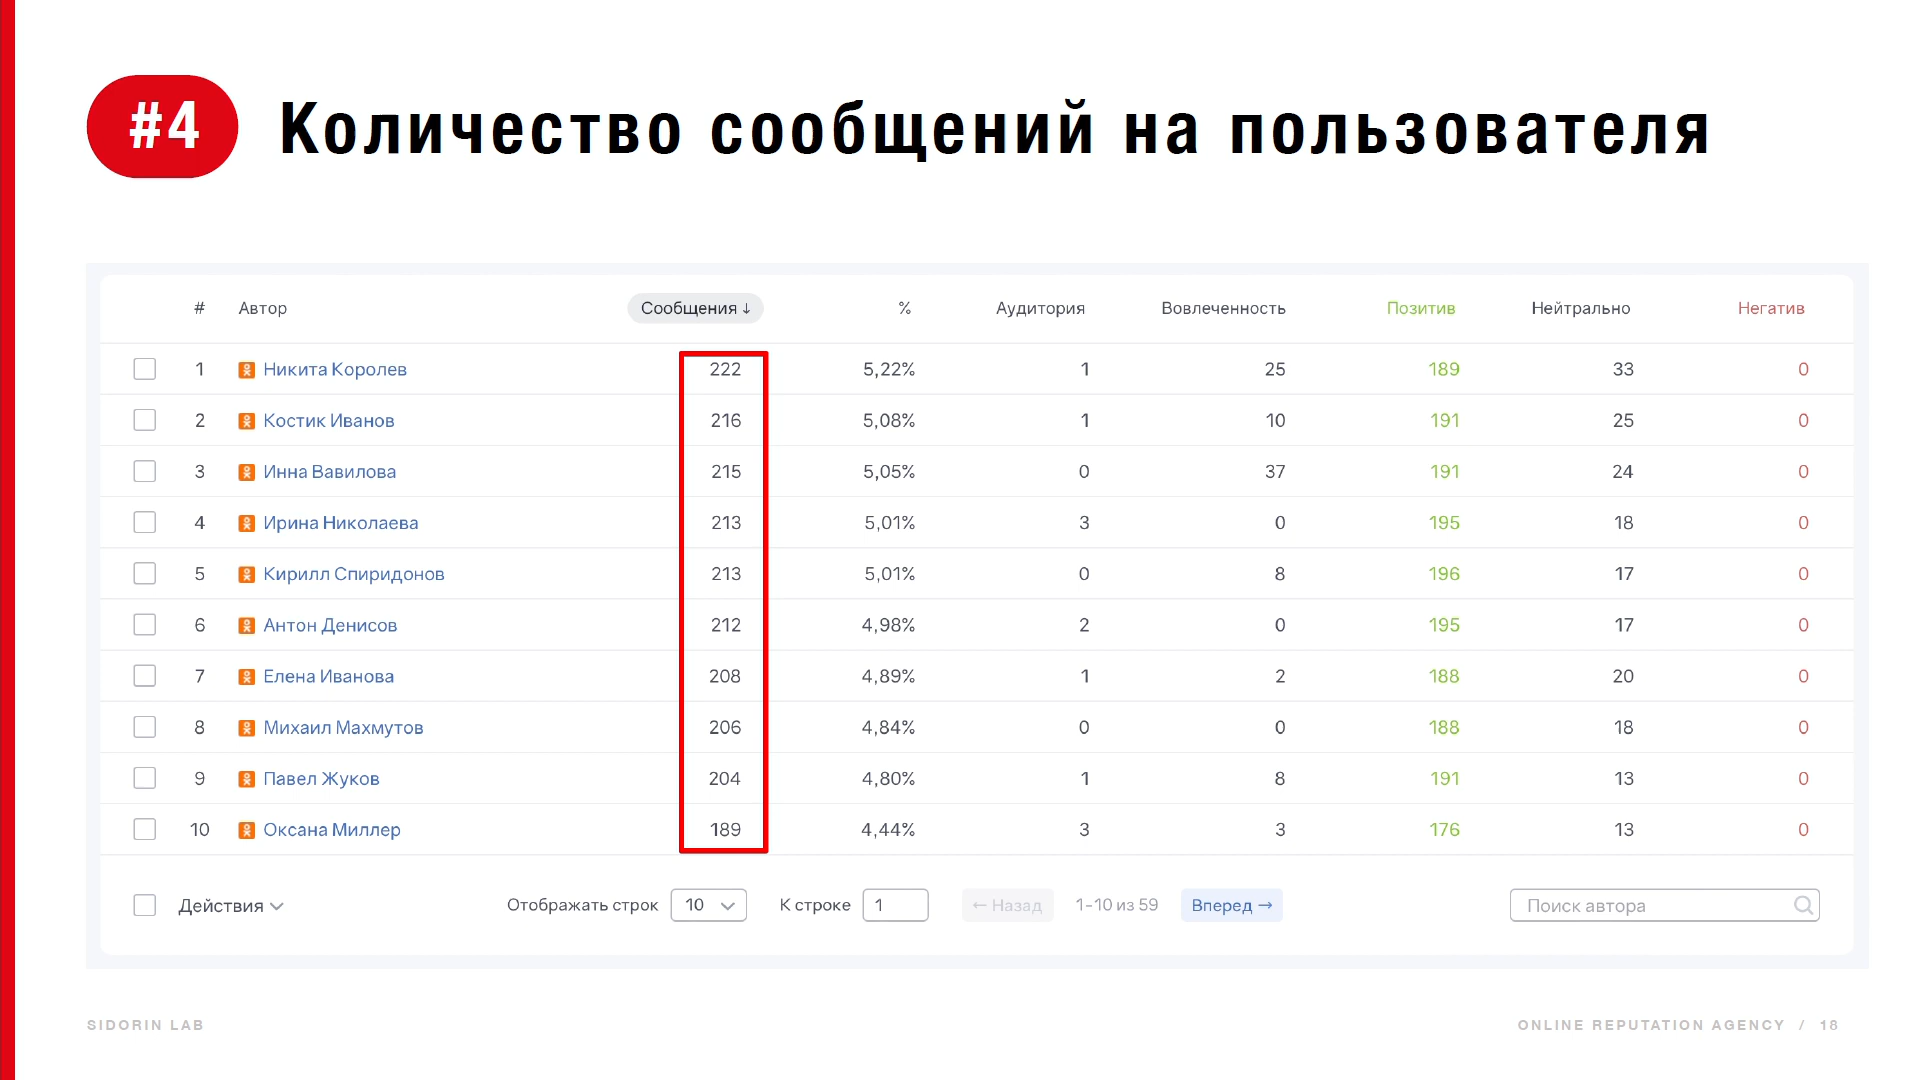 #4 Количество сообщений на пользователя
# Автор Сообщения ↓ % Аудитория Вовлеченность Позитив Нейтрально Негатив
1 Никита Королев 222 5,22% 1 25 189 33 0
2 Костик Иванов 216 5,08% 1 10 191 25 0
3 Инна Вавилова 215 5,05% 0 37 191 24 0
4 Ирина Николаева 213 5,01% 3 0 195 18 0
5 Кирилл Спиридонов 213 5,01% 0 8 196 17 0
6 Антон Денисов 212 4,98% 2 0 195 17 0
7 Елена Иванова 208 4,89% 1 2 188 20 0
8 Михаил Махмутов 206 4,84% 0 0 188 18 0
9 Павел Жуков 204 4,80% 1 8 191 13 0
10 Оксана Миллер 189 4,44% 3 3 176 13 0
Действия Отображать строк 10 К строке 1 ← Назад 1-10 из 59 Вперед → Поиск автора
SIDORIN LAB ONLINE REPUTATION AGENCY / 18